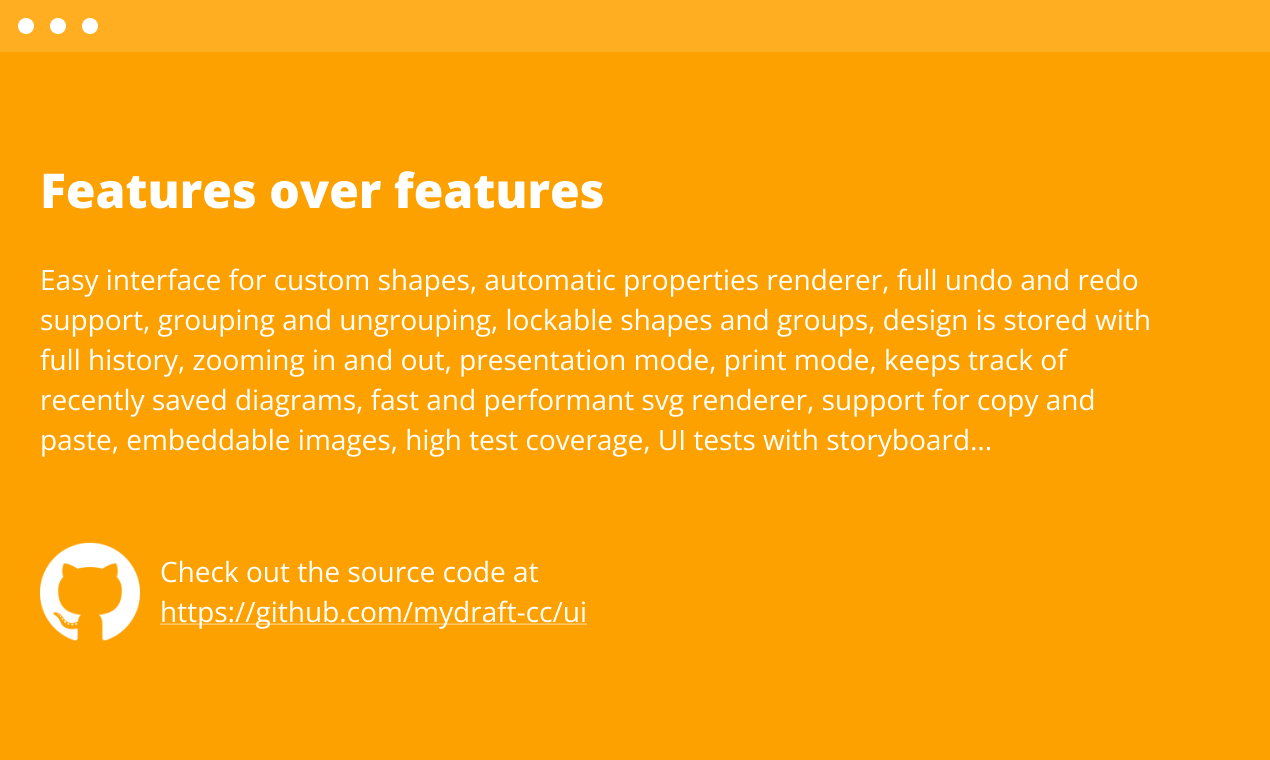 Features over features
Easy interface for custom shapes, automatic properties renderer, full undo and redo
support, grouping and ungrouping, lockable shapes and groups, design is stored with
full history, zooming in and out, presentation mode, print mode, keeps track of
recently saved diagrams, fast and performant svg renderer, support for copy and
paste, embeddable images, high test coverage, UI tests with storyboard...
Check out the source code at
https://github.com/mydraft-cc/ui